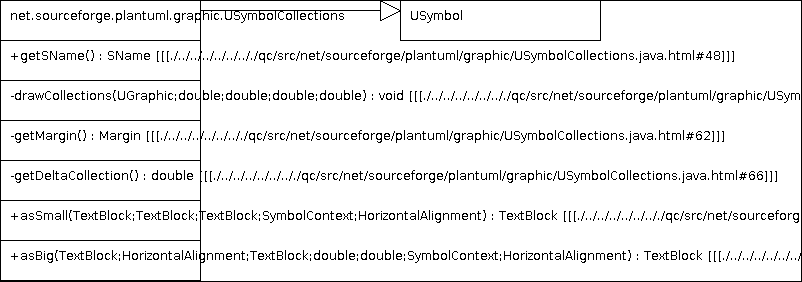 net.sourceforge.plantuml.graphic.USymbolCollections
USymbol
+getSName() : SName [[[./../../../../../../../qc/src/net/sourceforge/plantuml/graphic/USymbolCollections.java.html#48]]]
-drawCollections(UGraphic;double;double;double;double) : void [[[./../../../../../../../qc/src/net/sourceforge/plantuml/graphic/USym
-getMargin() : Margin [[[./../../../../../../../qc/src/net/sourceforge/plantuml/graphic/USymbolCollections.java.html#62]]]
-getDeltaCollection() : double [[[./../../../../../../../qc/src/net/sourceforge/plantuml/graphic/USymbolCollections.java.html#66]]]
+asSmall(TextBlock;TextBlock;TextBlock;SymbolContext;HorizontalAlignment) : TextBlock [[[./../../../../../../../qc/src/net/sourceforg
+asBig(TextBlock;HorizontalAlignment;TextBlock;double;double;SymbolContext;HorizontalAlignment) : TextBlock [[[./../../../../../../